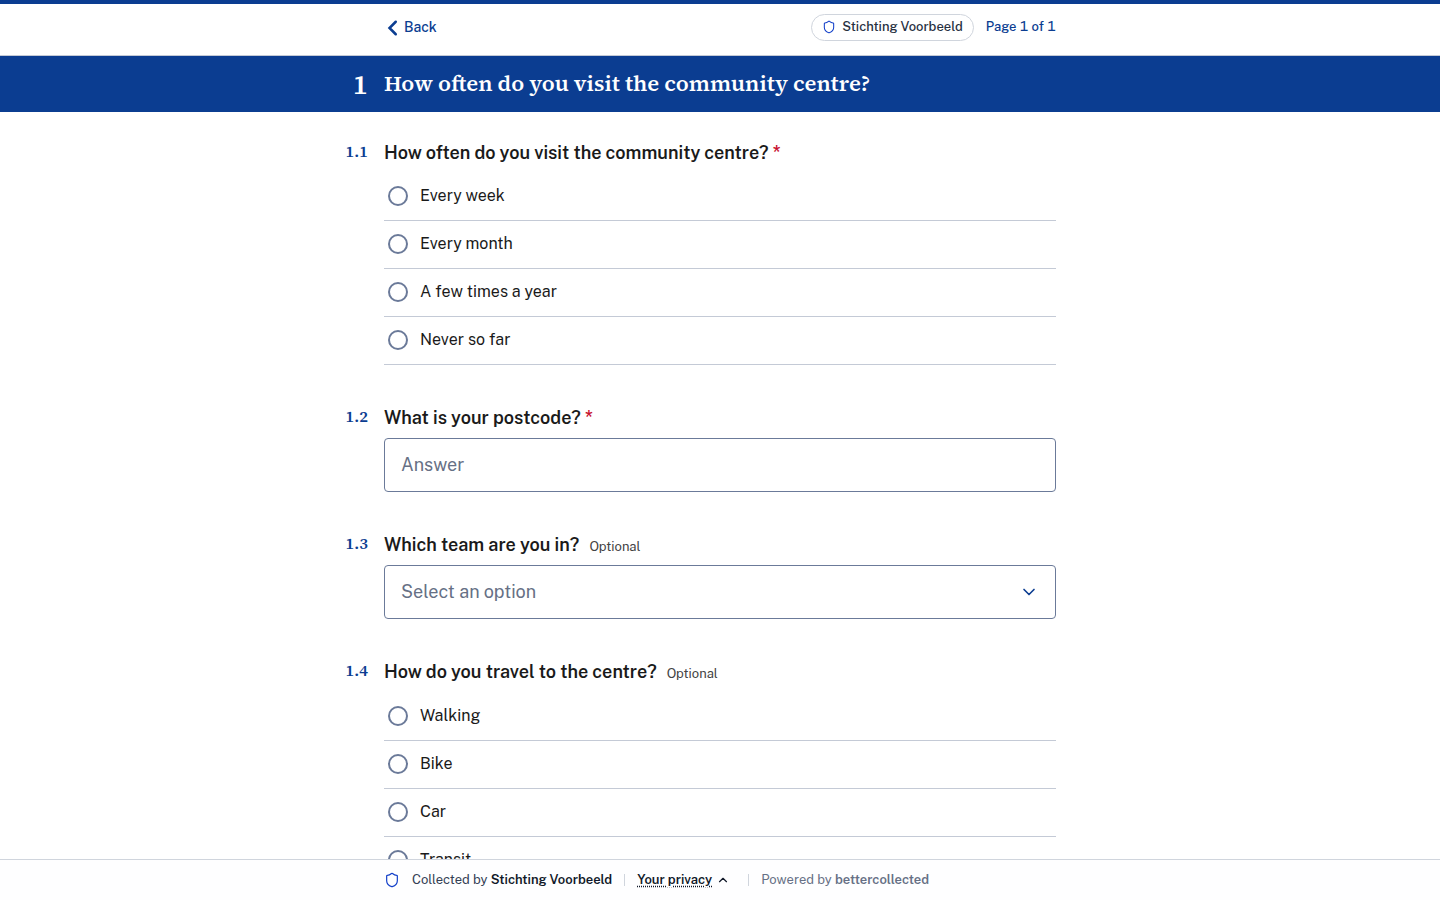 Back
Stichting Voorbeeld
Page 1 of 1
1 How often do you visit the community centre?
1.1 How often do you visit the community centre? *
Every week
Every month
A few times a year
Never so far
1.2 What is your postcode? *
Answer
1.3 Which team are you in? Optional
Select an option
1.4 How do you travel to the centre? Optional
Walking
Bike
Car
Transit
Collected by Stichting Voorbeeld
Your privacy
Powered by bettercollected